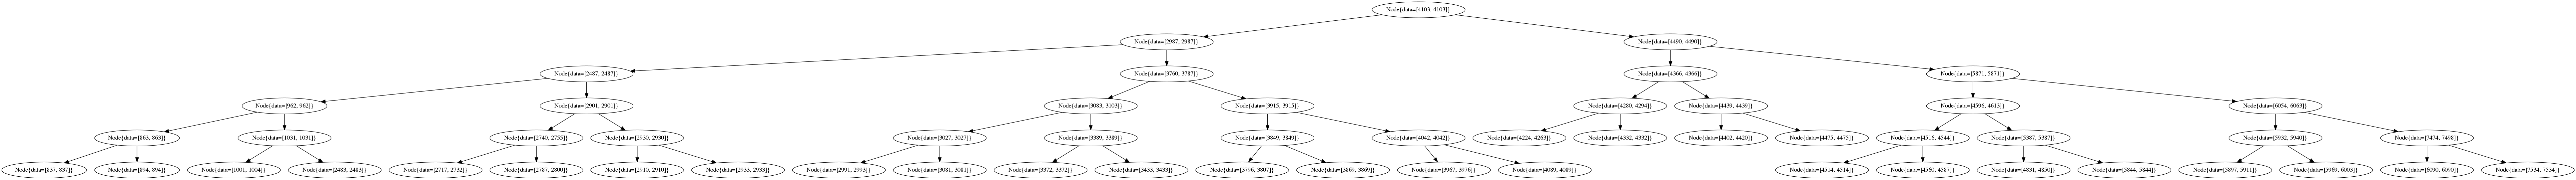 Node[data=[4103, 4103]]
Node[data=[2987, 2987]]
Node[data=[4490, 4490]]
Node[data=[2487, 2487]]
Node[data=[3760, 3787]]
Node[data=[4366, 4366]]
Node[data=[5871, 5871]]
Node[data=[962, 962]]
Node[data=[2901, 2901]]
Node[data=[3083, 3103]]
Node[data=[3915, 3915]]
Node[data=[4280, 4294]]
Node[data=[4439, 4439]]
Node[data=[4596, 4613]]
Node[data=[6054, 6063]]
Node[data=[863, 863]]
Node[data=[1031, 1031]]
Node[data=[2740, 2755]]
Node[data=[2930, 2930]]
Node[data=[3027, 3027]]
Node[data=[3389, 3389]]
Node[data=[3849, 3849]]
Node[data=[4042, 4042]]
Node[data=[4224, 4263]]
Node[data=[4332, 4332]]
Node[data=[4402, 4420]]
Node[data=[4475, 4475]]
Node[data=[4516, 4544]]
Node[data=[5387, 5387]]
Node[data=[5932, 5940]]
Node[data=[7474, 7498]]
Node[data=[837, 837]]
Node[data=[894, 894]]
Node[data=[1001, 1004]]
Node[data=[2483, 2483]]
Node[data=[2717, 2732]]
Node[data=[2787, 2800]]
Node[data=[2910, 2910]]
Node[data=[2933, 2933]]
Node[data=[2991, 2993]]
Node[data=[3081, 3081]]
Node[data=[3372, 3372]]
Node[data=[3433, 3433]]
Node[data=[3796, 3807]]
Node[data=[3869, 3869]]
Node[data=[3967, 3976]]
Node[data=[4089, 4089]]
Node[data=[4514, 4514]]
Node[data=[4560, 4587]]
Node[data=[4831, 4850]]
Node[data=[5844, 5844]]
Node[data=[5897, 5911]]
Node[data=[5969, 6003]]
Node[data=[6090, 6090]]
Node[data=[7534, 7534]]